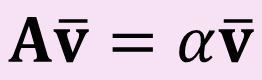 𝐀𝐯̅ = 𝛼𝐯̅